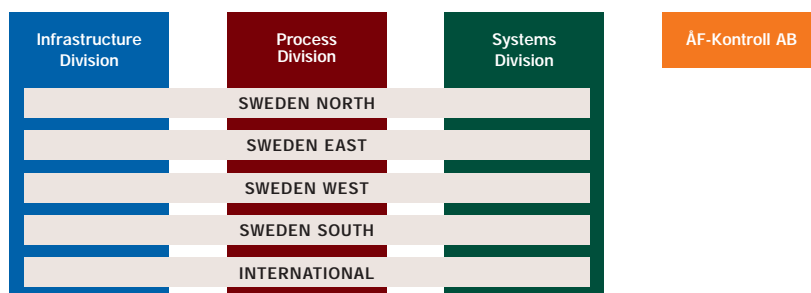 Infrastructure
Division
Process
Division
Systems
Division
ÅF-Kontroll AB
SWEDEN NORTH
SWEDEN EAST
SWEDEN WEST
SWEDEN SOUTH
INTERNATIONAL